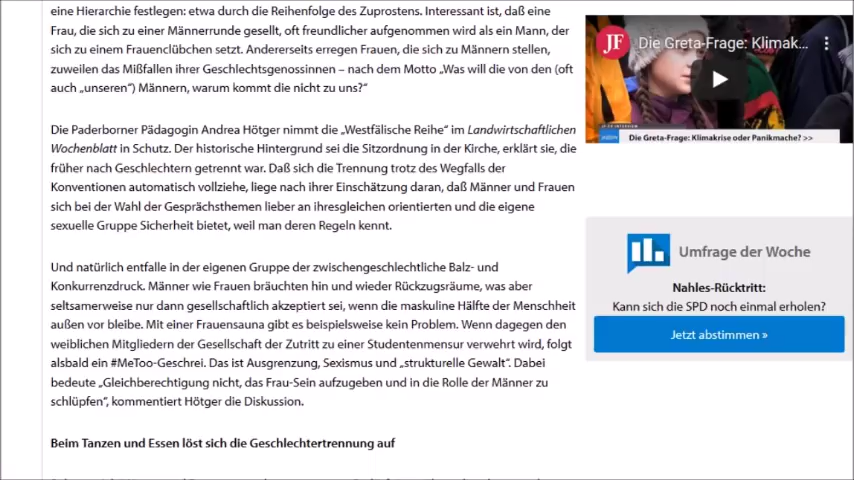 eine Hierarchie festlegen: etwa durch die Reihenfolge des Zuprostens. Interessant ist, daß eine
Frau, die sich zu einer Männerrunde gesellt, oft freundlicher aufgenommen wird als ein Mann, der
sich zu einem Frauenclübchen setzt. Andererseits erregen Frauen, die sich zu Männern stellen,
zuweilen das Mißfallen ihrer Geschlechtsgenossinnen – nach dem Motto „Was will die von den (oft
auch „unseren“) Männern, warum kommt die nicht zu uns?“
Die Paderborner Pädagogin Andrea Hötger nimmt die „Westfälische Reihe“ im Landwirtschaftlichen
Wochenblatt in Schutz. Der historische Hintergrund sei die Sitzordnung in der Kirche, erklärt sie, die
früher nach Geschlechtern getrennt war. Daß sich die Trennung trotz des Wegfalls der
Konventionen automatisch vollziehe, liege nach ihrer Einschätzung daran, daß Männer und Frauen
sich bei der Wahl der Gesprächsthemen lieber an ihresgleichen orientierten und die eigene
sexuelle Gruppe Sicherheit bietet, weil man deren Regeln kennt.
Und natürlich entfalle in der eigenen Gruppe der zwischengeschlechtliche Balz- und
Konkurrenzdruck. Männer wie Frauen bräuchten hin und wieder Rückzugsräume, was aber
seltsamerweise nur dann gesellschaftlich akzeptiert sei, wenn die maskuline Hälfte der Menschheit
außen vor bleibe. Mit einer Frauensauna gibt es beispielsweise kein Problem. Wenn dagegen den
weiblichen Mitgliedern der Gesellschaft der Zutritt zu einer Studentenmensur verwehrt wird, folgt
alsbald ein #MeToo-Geschrei. Das ist Ausgrenzung, Sexismus und „strukturelle Gewalt“. Dabei
bedeute „Gleichberechtigung nicht, das Frau-Sein aufzugeben und in die Rolle der Männer zu
schlüpfen“, kommentiert Hötger die Diskussion.
Beim Tanzen und Essen löst sich die Geschlechtertrennung auf
JF
Die Greta-Frage: Klimak...
JF-TV INTERVIEW
Die Greta-Frage: Klimakrise oder Panikmache? >>
Umfrage der Woche
Nahles-Rücktritt:
Kann sich die SPD noch einmal erholen?
Jetzt abstimmen »